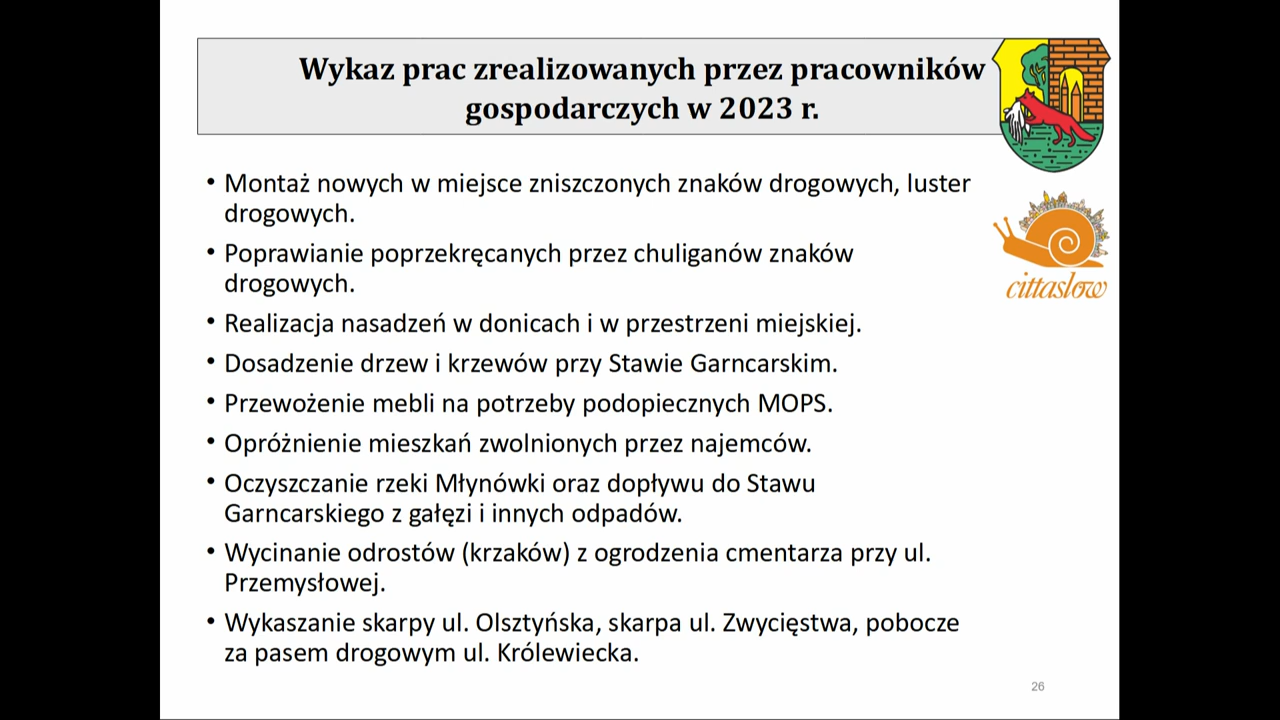 Wykaz prac zrealizowanych przez pracowników
gospodarczych w 2023 r.
• Montaż nowych w miejsce zniszczonych znaków drogowych, luster
drogowych.
• Poprawianie poprzekręcanych przez chuliganów znaków
drogowych.
• Realizacja nasadzeń w donicach i w przestrzeni miejskiej.
• Dosadzenie drzew i krzewów przy Stawie Garncarskim.
• Przewożenie mebli na potrzeby podopiecznych MOPS.
• Opróżnienie mieszkań zwolnionych przez najemców.
• Oczyszczanie rzeki Młynówki oraz dopływu do Stawu
Garncarskiego z gałęzi i innych odpadów.
• Wycinanie odrostów (krzaków) z ogrodzenia cmentarza przy ul.
Przemysłowej.
• Wykaszanie skarpy ul. Olsztyńska, skarpa ul. Zwycięstwa, pobocze
za pasem drogowym ul. Królewiecka.
cittaslow
26